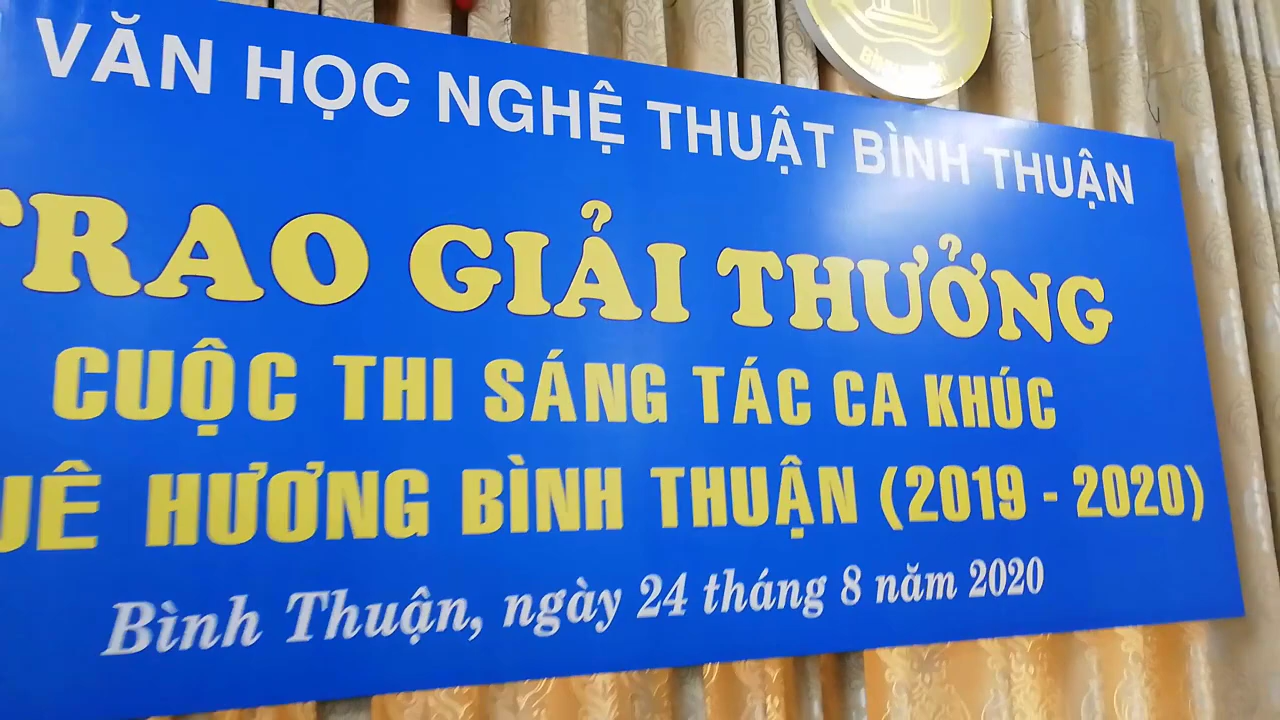 VĂN HỌC NGHỆ THUẬT BÌNH THUẬN
TRAO GIẢI THƯỞNG
CUỘC THI SÁNG TÁC CA KHÚC
UÊ HƯƠNG BÌNH THUẬN (2019 - 2020)
Bình Thuận, ngày 24 tháng 8 năm 2020